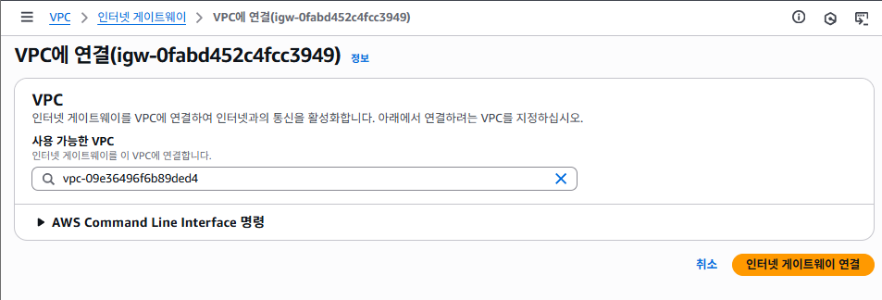 VPC > 인터넷 게이트웨이 > VPC에 연결(igw-0fabd452c4fcc3949)
VPC에 연결(igw-0fabd452c4fcc3949) 정보
VPC
인터넷 게이트웨이를 VPC에 연결하여 인터넷과의 통신을 활성화합니다. 아래에서 연결하려는 VPC를 지정하십시오.
사용 가능한 VPC
인터넷 게이트웨이를 이 VPC에 연결합니다.
vpc-09e36496f6b89ded4
AWS Command Line Interface 명령
취소 인터넷 게이트웨이 연결